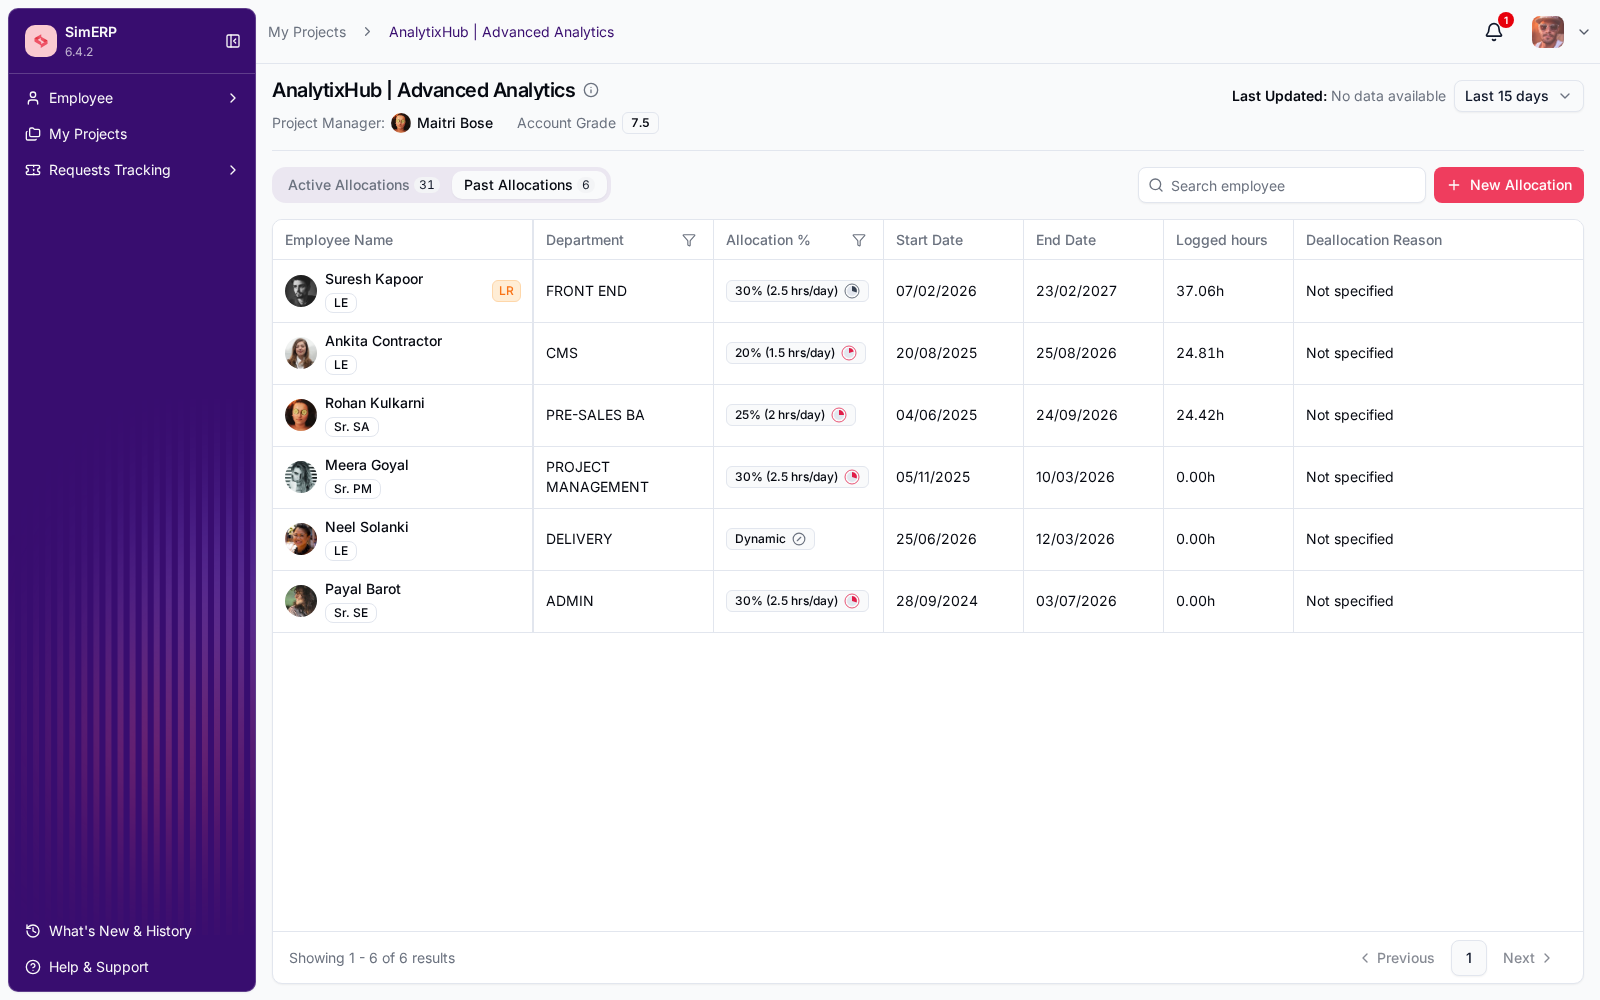 SimERP
6.4.2
Employee
My Projects
Requests Tracking
What's New & History
Help & Support
My Projects
AnalytixHub | Advanced Analytics
1
AnalytixHub | Advanced Analytics
Project Manager: Maitri Bose
Account Grade 7.5
Last Updated: No data available
Last 15 days
Active Allocations 31
Past Allocations 6
Search employee
New Allocation
Employee Name Department Allocation % Start Date End Date Logged hours Deallocation Reason
Suresh Kapoor
LE
LR
FRONT END 30% (2.5 hrs/day) 07/02/2026 23/02/2027 37.06h Not specified
Ankita Contractor
LE
CMS 20% (1.5 hrs/day) 20/08/2025 25/08/2026 24.81h Not specified
Rohan Kulkarni
Sr. SA
PRE-SALES BA 25% (2 hrs/day) 04/06/2025 24/09/2026 24.42h Not specified
Meera Goyal
Sr. PM
PROJECT
MANAGEMENT
30% (2.5 hrs/day) 05/11/2025 10/03/2026 0.00h Not specified
Neel Solanki
LE
DELIVERY Dynamic 25/06/2026 12/03/2026 0.00h Not specified
Payal Barot
Sr. SE
ADMIN 30% (2.5 hrs/day) 28/09/2024 03/07/2026 0.00h Not specified
Showing 1 - 6 of 6 results
Previous 1 Next